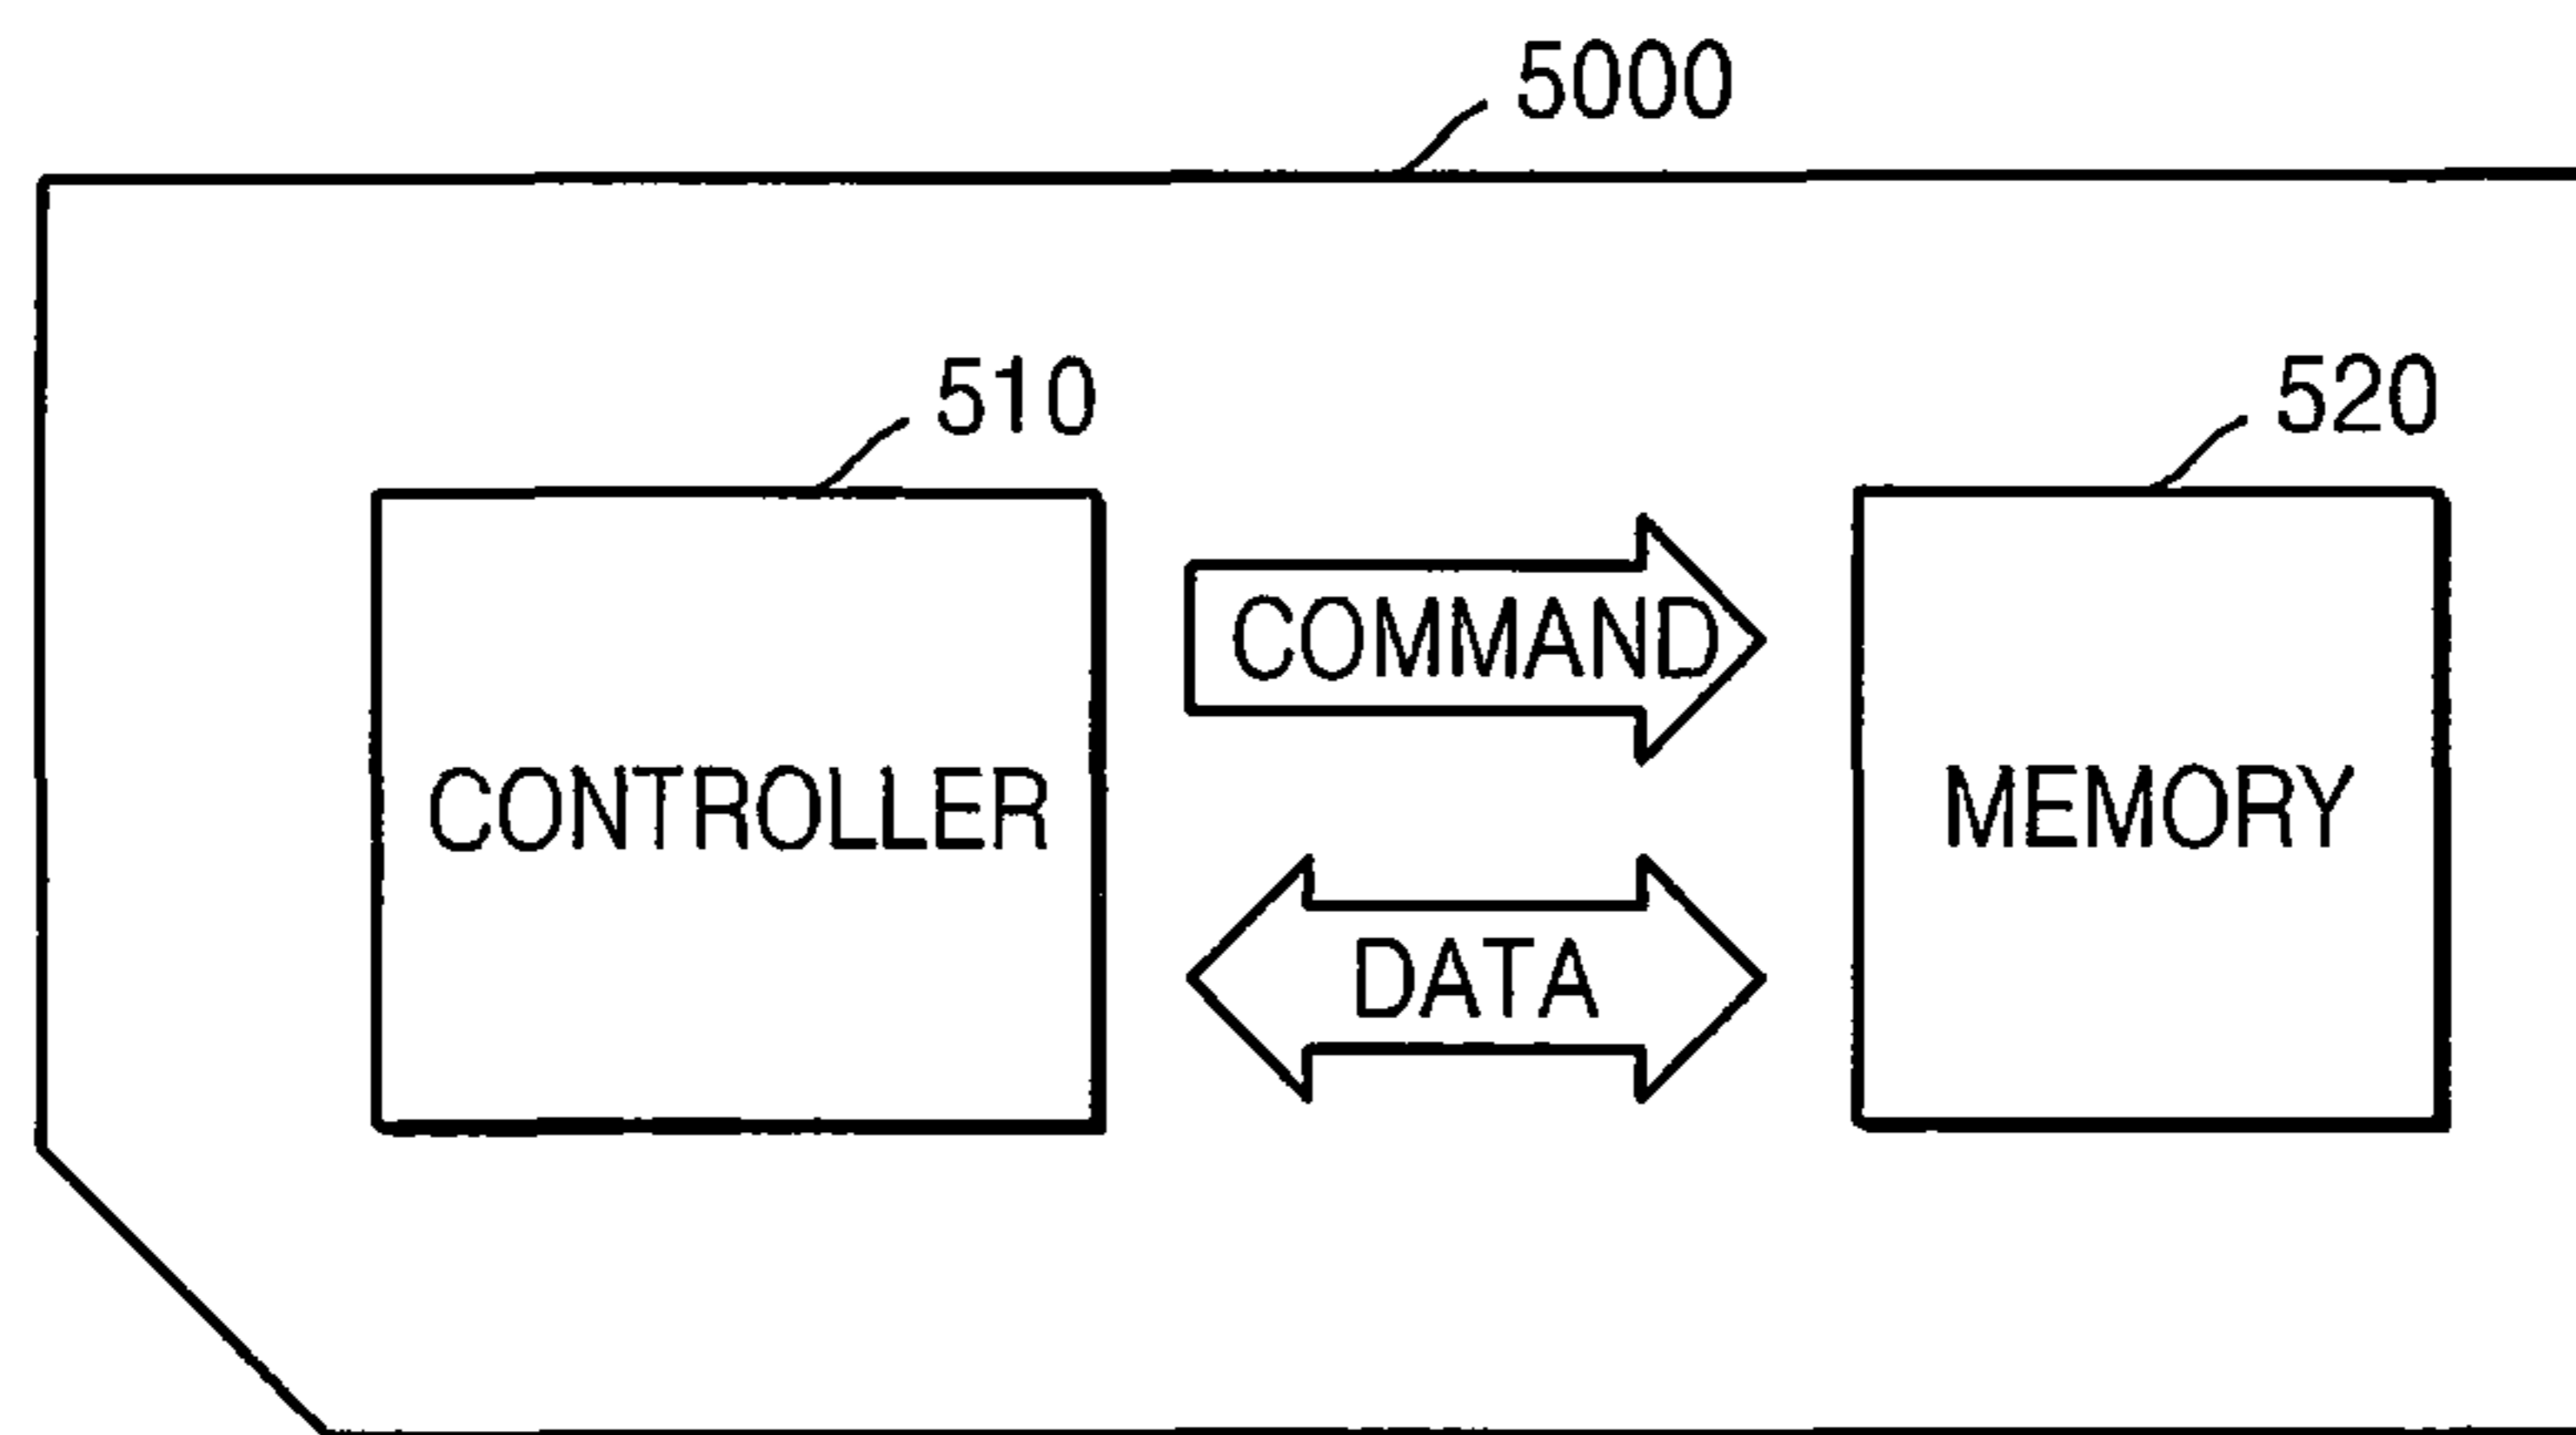 5000
510
520
COMMAND
CONTROLLER
MEMORY
DATA